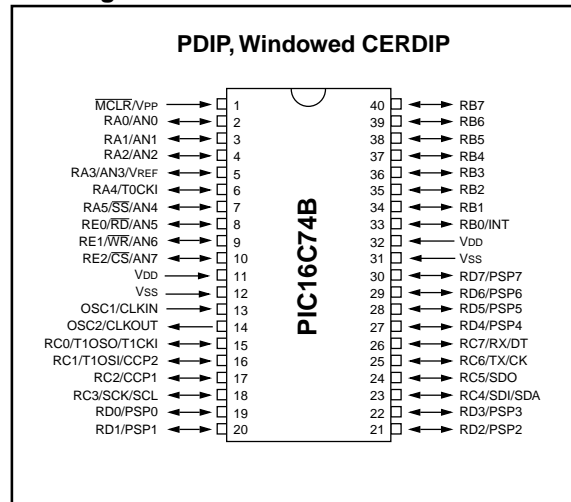 PDIP, Windowed CERDIP
MCLR/VPP 1 40 RB7
RA0/AN0 2 39 RB6
RA1/AN1 3 38 RB5
RA2/AN2 4 37 RB4
RA3/AN3/VREF 5 36 RB3
RA4/T0CKI 6 35 RB2
RA5/SS/AN4 7 34 RB1
RE0/RD/AN5 8 33 RB0/INT
RE1/WR/AN6 9 32 VDD
RE2/CS/AN7 10 31 VSS
VDD 11 30 RD7/PSP7
VSS 12 29 RD6/PSP6
OSC1/CLKIN 13 28 RD5/PSP5
OSC2/CLKOUT 14 27 RD4/PSP4
RC0/T1OSO/T1CKI 15 26 RC7/RX/DT
RC1/T1OSI/CCP2 16 25 RC6/TX/CK
RC2/CCP1 17 24 RC5/SDO
RC3/SCK/SCL 18 23 RC4/SDI/SDA
RD0/PSP0 19 22 RD3/PSP3
RD1/PSP1 20 21 RD2/PSP2
PIC16C74B